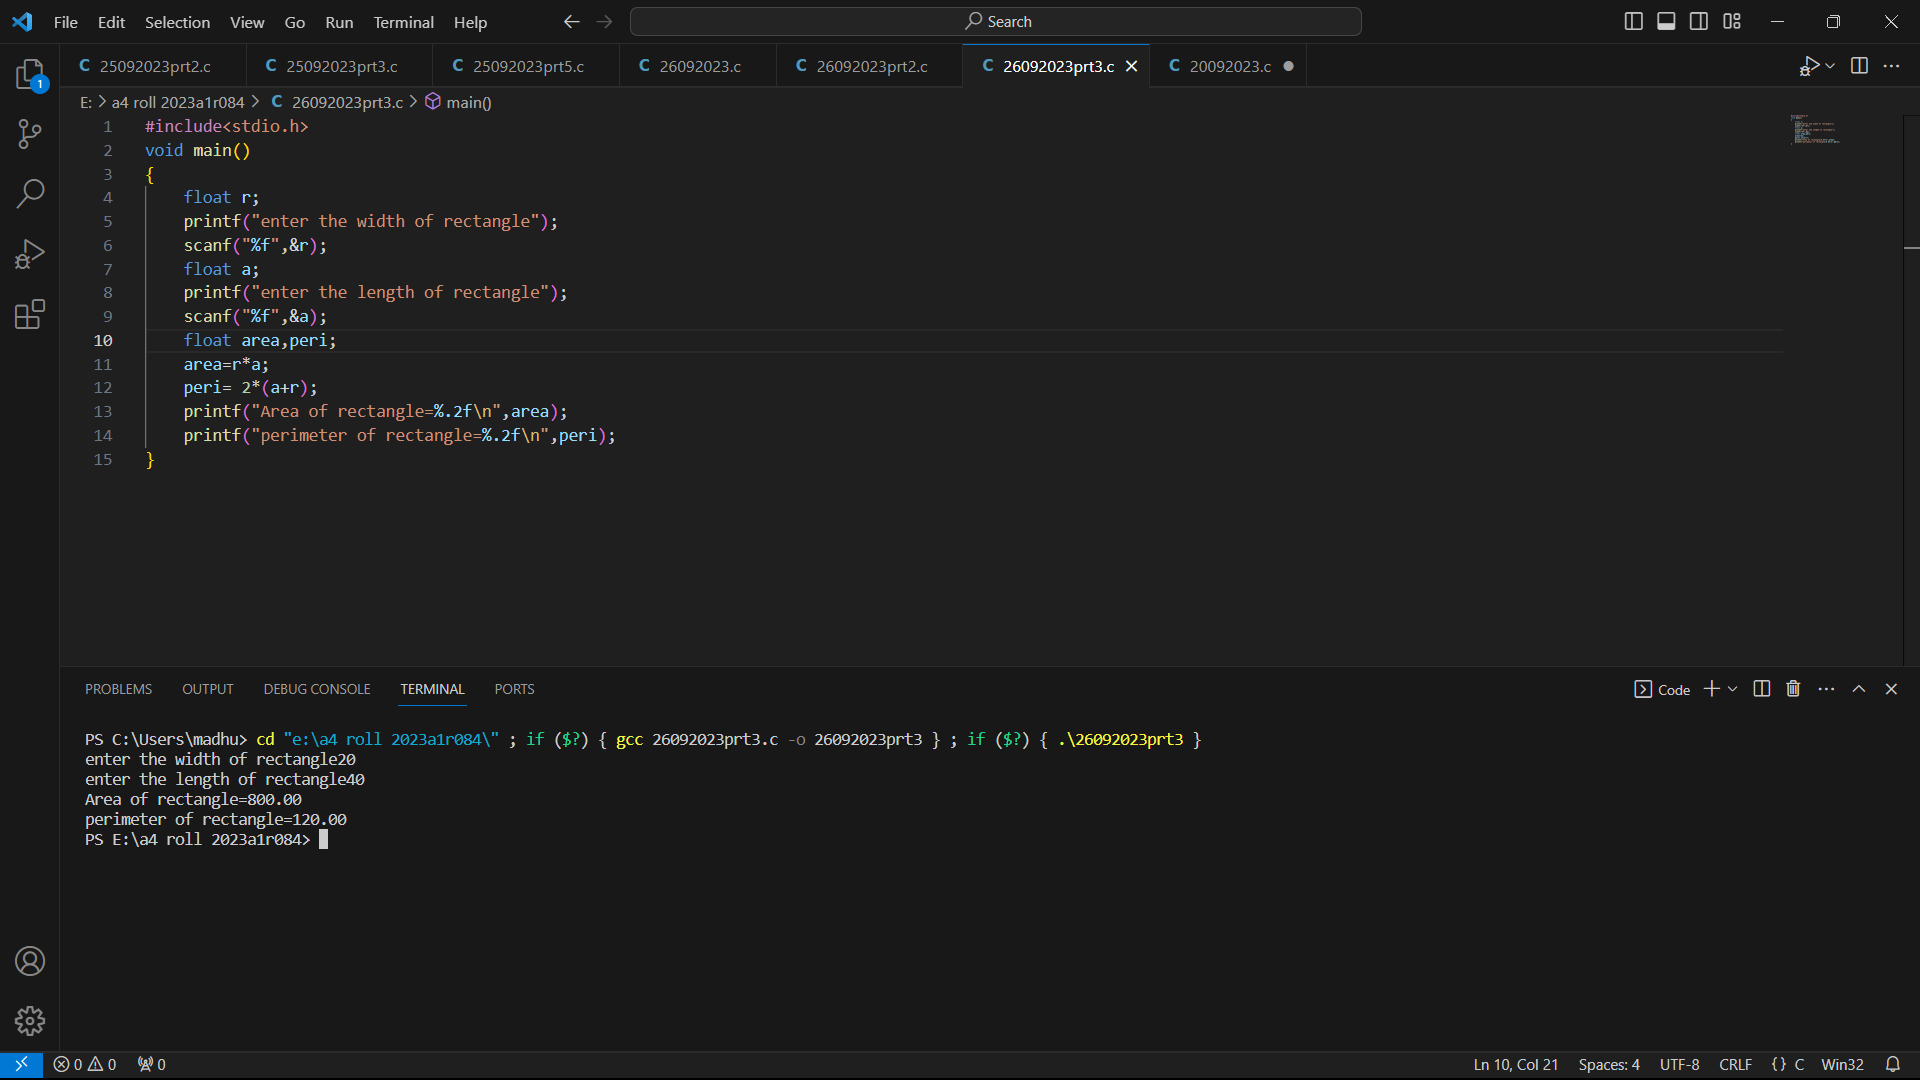 File Edit Selection View Go Run Terminal Help Search
1
C 25092023prt2.c C 25092023prt3.c C 25092023prt5.c C 26092023.c C 26092023prt2.c C 26092023prt3.c C 20092023.c
E: > a4 roll 2023a1r084 > C 26092023prt3.c > main()
1 #include<stdio.h>
2 void main()
3 {
4 float r;
5 printf("enter the width of rectangle");
6 scanf("%f",&r);
7 float a;
8 printf("enter the length of rectangle");
9 scanf("%f",&a);
10 float area,peri;
11 area=r*a;
12 peri= 2*(a+r);
13 printf("Area of rectangle=%.2f\n",area);
14 printf("perimeter of rectangle=%.2f\n",peri);
15 }
PROBLEMS OUTPUT DEBUG CONSOLE TERMINAL PORTS Code
PS C:\Users\madhu> cd "e:\a4 roll 2023a1r084\" ; if ($?) { gcc 26092023prt3.c -o 26092023prt3 } ; if ($?) { .\26092023prt3 }
enter the width of rectangle20
enter the length of rectangle40
Area of rectangle=800.00
perimeter of rectangle=120.00
PS E:\a4 roll 2023a1r084>
0 0 0 Ln 10, Col 21 Spaces: 4 UTF-8 CRLF {} C Win32